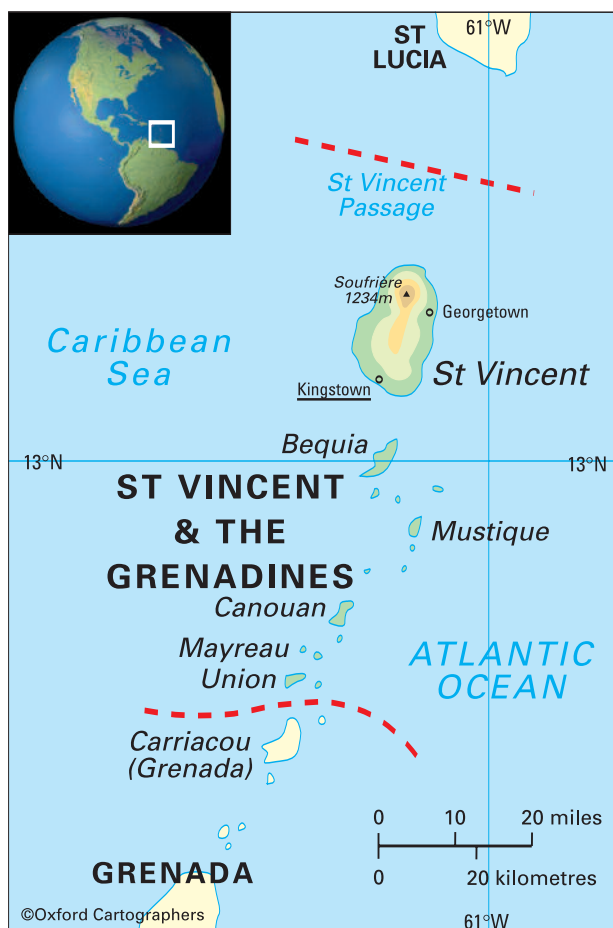 ST
LUCIA
61°W
St Vincent
Passage
Soufrière
1234m
Georgetown
Caribbean
Sea
St Vincent
Kingstown
Bequia
13°N
13°N
ST VINCENT
& THE
GRENADINES
Mustique
Canouan
Mayreau
Union
ATLANTIC
OCEAN
Carriacou
(Grenada)
0 10 20 miles
0 20 kilometres
GRENADA
©Oxford Cartographers
61°W